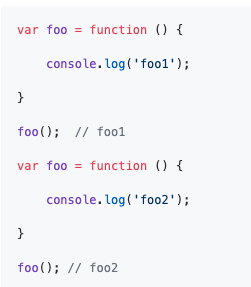 var foo = function () {
    console.log('foo1');
}
foo();  // foo1
var foo = function () {
    console.log('foo2');
}
foo(); // foo2